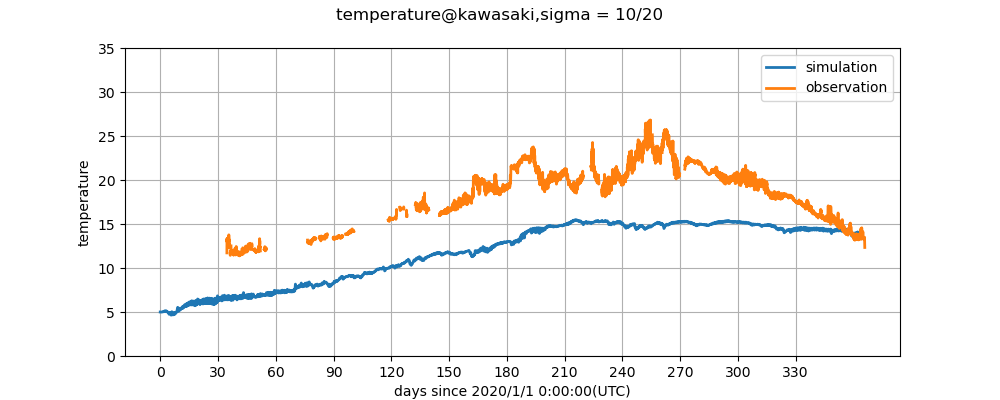 temperature@kawasaki,sigma = 10/20
35
30
25
20
15
10
5
0
temperature
simulation
observation
0 30 60 90 120 150 180 210 240 270 300 330
days since 2020/1/1 0:00:00(UTC)